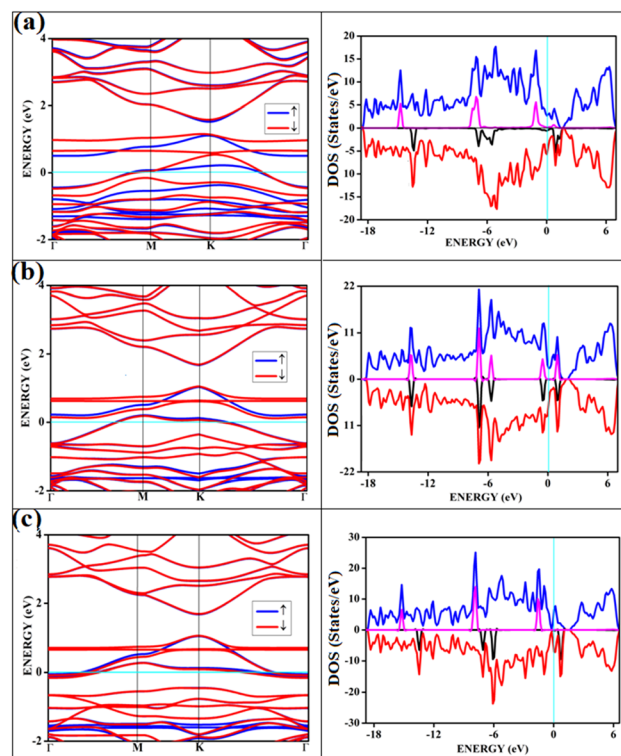 (a)
4
2
0
-2
ENERGY (eV)
Γ M K Γ
↑
↓
20
15
10
5
0
-5
-10
-15
-20
DOS (States/eV)
-18 -12 -6 0 6
ENERGY (eV)
(b)
4
2
0
-2
ENERGY (eV)
Γ M K Γ
↑
↓
22
11
0
11
-22
DOS (States/eV)
-18 -12 -6 0 6
ENERGY (eV)
(c)
4
2
0
-2
ENERGY (eV)
Γ M K Γ
↑
↓
30
20
10
0
-10
-20
-30
DOS (States/eV)
-18 -12 -6 0 6
ENERGY (eV)